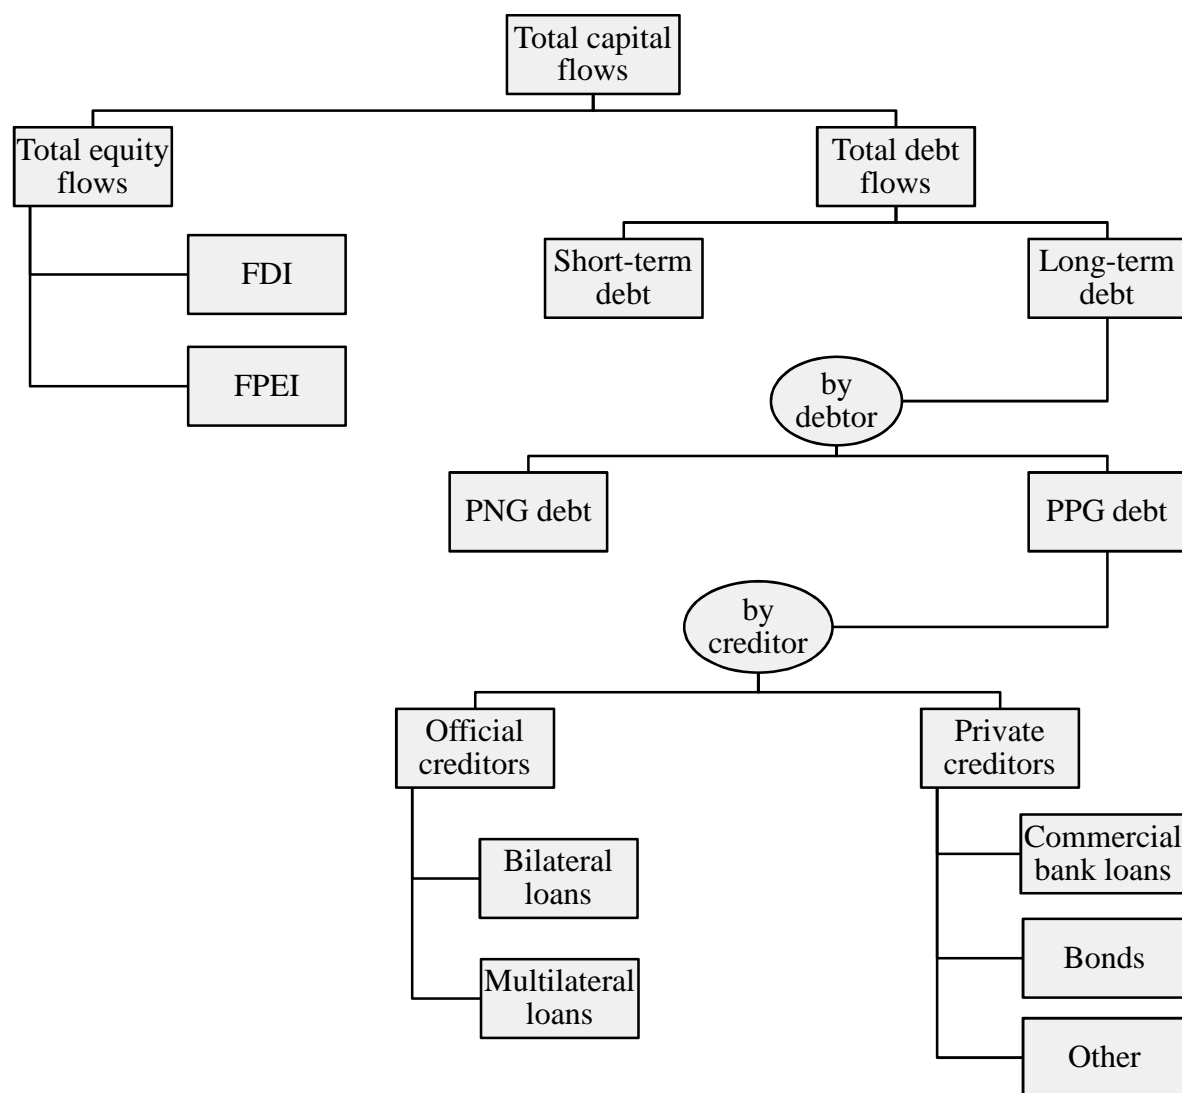 Total capital
flows
Total equity
flows
Total debt
flows
FDI
Short-term
debt
Long-term
debt
FPEI
by
debtor
PNG debt
PPG debt
by
creditor
Official
creditors
Private
creditors
Commercial
bank loans
Bilateral
loans
Bonds
Multilateral
loans
Other